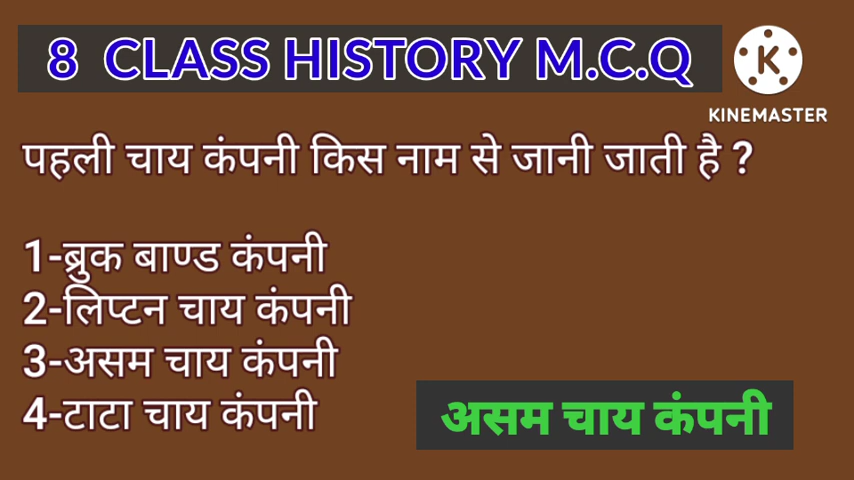 8 CLASS HISTORY M.C.Q
K
KINEMASTER
पहली चाय कंपनी किस नाम से जानी जाती है ?
1-ब्रुक बाण्ड कंपनी
2-लिप्टन चाय कंपनी
3-असम चाय कंपनी
4-टाटा चाय कंपनी
असम चाय कंपनी